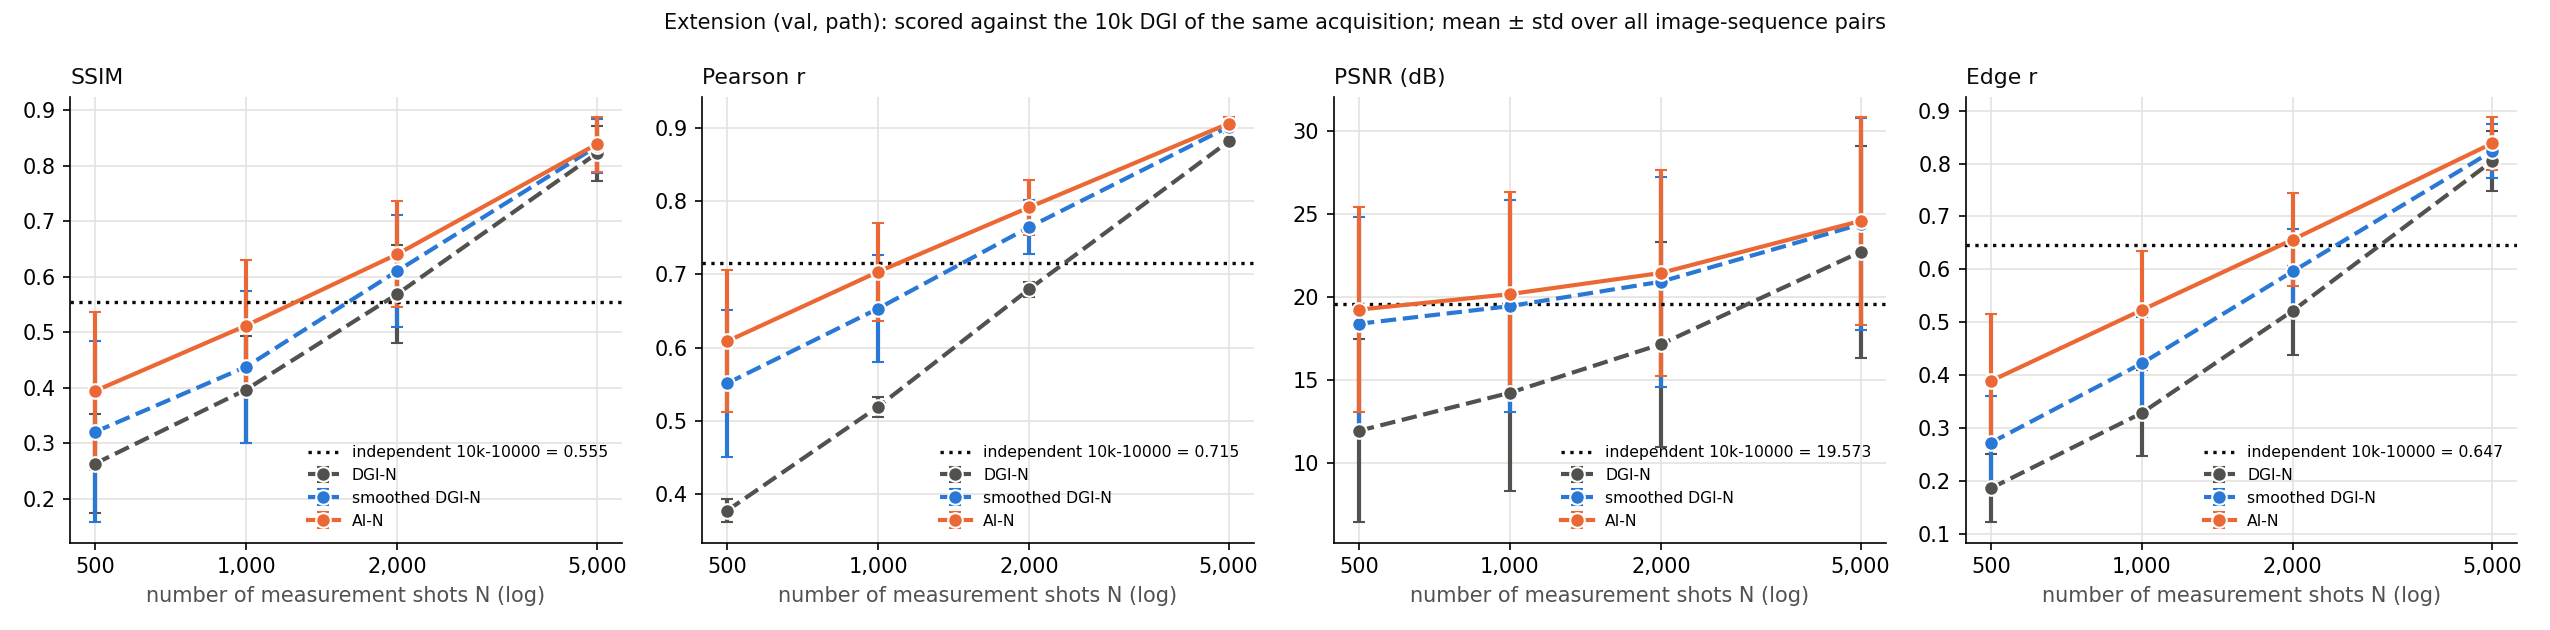 Extension (val, path): scored against the 10k DGI of the same acquisition; mean ± std over all image-sequence pairs
SSIM
0.9
0.8
0.7
0.6
0.5
0.4
0.3
0.2
independent 10k-10000 = 0.555
DGI-N
smoothed DGI-N
AI-N
500
1,000
2,000
5,000
number of measurement shots N (log)
Pearson r
0.9
0.8
0.7
0.6
0.5
0.4
independent 10k-10000 = 0.715
DGI-N
smoothed DGI-N
AI-N
500
1,000
2,000
5,000
number of measurement shots N (log)
PSNR (dB)
30
25
20
15
10
independent 10k-10000 = 19.573
DGI-N
smoothed DGI-N
AI-N
500
1,000
2,000
5,000
number of measurement shots N (log)
Edge r
0.9
0.8
0.7
0.6
0.5
0.4
0.3
0.2
0.1
independent 10k-10000 = 0.647
DGI-N
smoothed DGI-N
AI-N
500
1,000
2,000
5,000
number of measurement shots N (log)